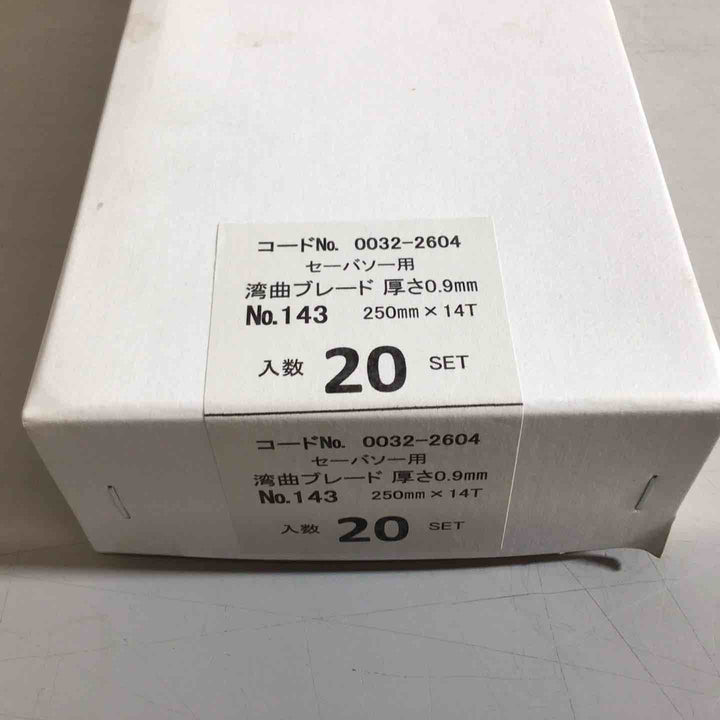 コードNo. 0032-2604
セーバソー用
湾曲ブレード 厚さ0.9mm
No.143 250mm×14T
入数 20 SET
コードNo. 0032-2604
セーバソー用
湾曲ブレード 厚さ0.9mm
No.143 250mm×14T
入数 20 SET